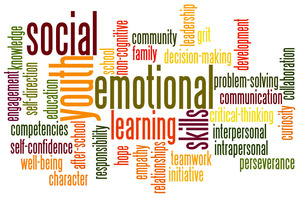 social
youth
emotional
learning
skills
knowledge
engagement
self-direction
education
school
non-cognitive
community
family
leadership
grit
decision-making
development
problem-solving
collaboration
communication
critical-thinking
curiosity
competencies
self-confidence
well-being
character
after-school
responsibility
hope
empathy
relationships
teamwork
initiative
interpersonal
intrapersonal
perseverance